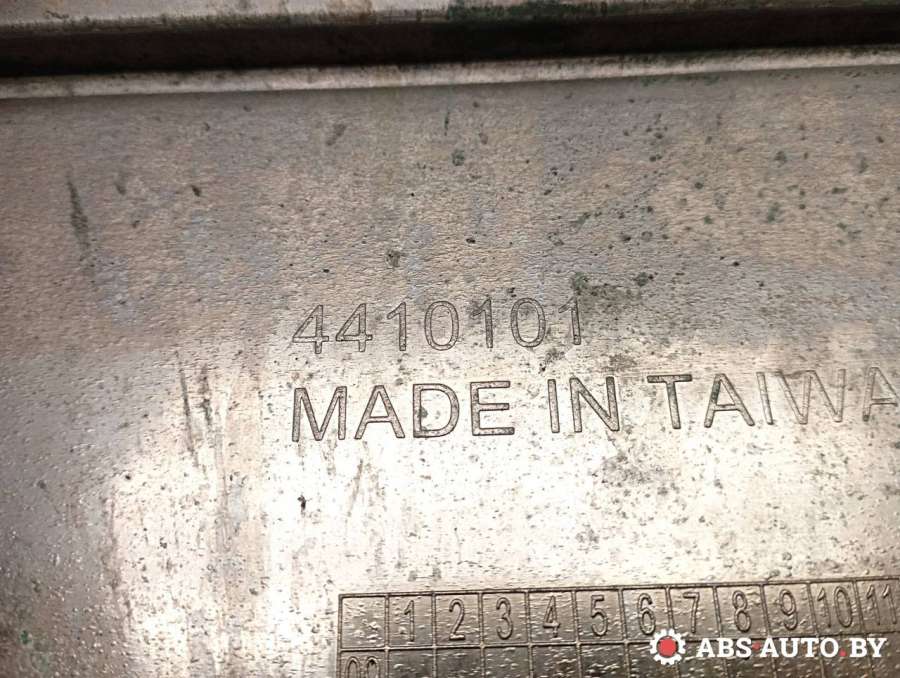 4410101
MADE IN TAIWA
1 2 3 4 5 6 7 8 9 10 11
ABS-AUTO.BY